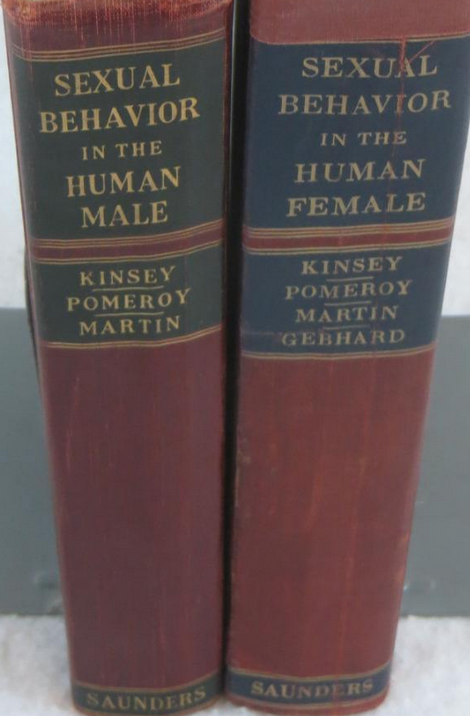 SEXUAL
BEHAVIOR
IN THE
HUMAN
MALE
KINSEY
POMEROY
MARTIN
SAUNDERS
SEXUAL
BEHAVIOR
IN THE
HUMAN
FEMALE
KINSEY
POMEROY
MARTIN
GEBHARD
SAUNDERS